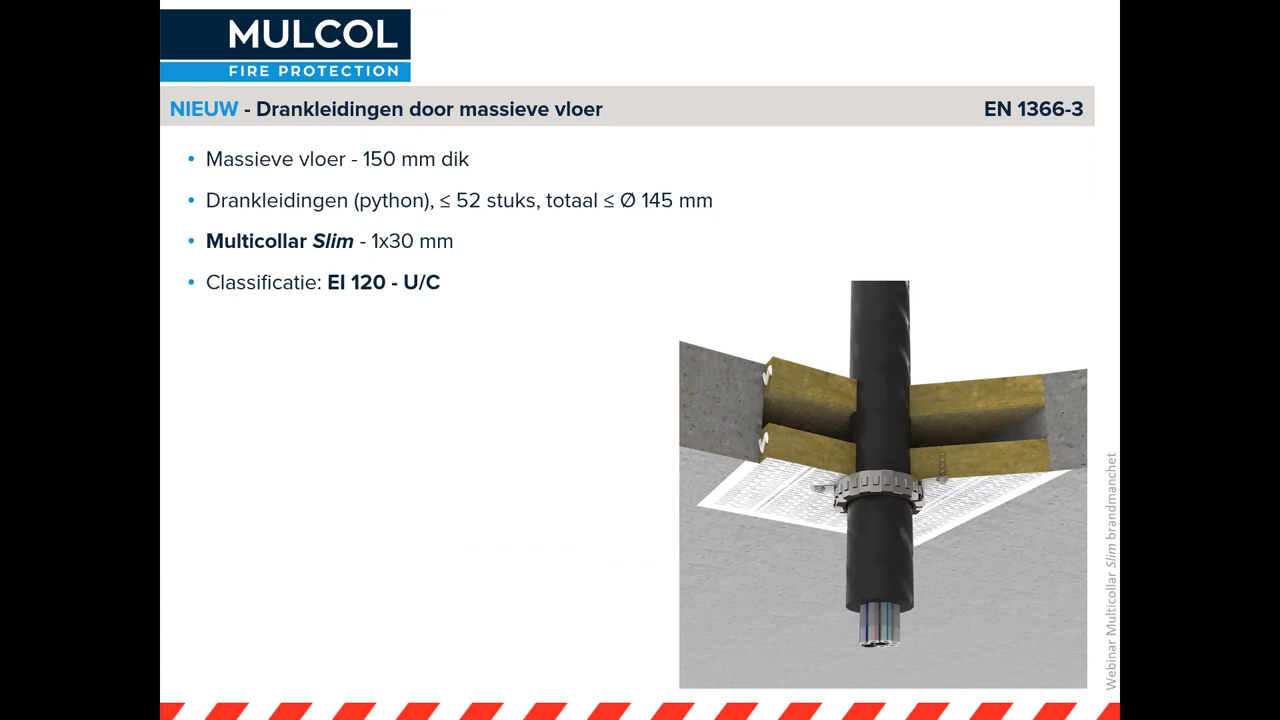 MULCOL
FIRE PROTECTION
NIEUW - Drankleidingen door massieve vloer EN 1366-3
• Massieve vloer - 150 mm dik
• Drankleidingen (python), ≤ 52 stuks, totaal ≤ Ø 145 mm
• Multicollar Slim - 1x30 mm
• Classificatie: EI 120 - U/C
Webinar Multicollar Slim brandmanchet